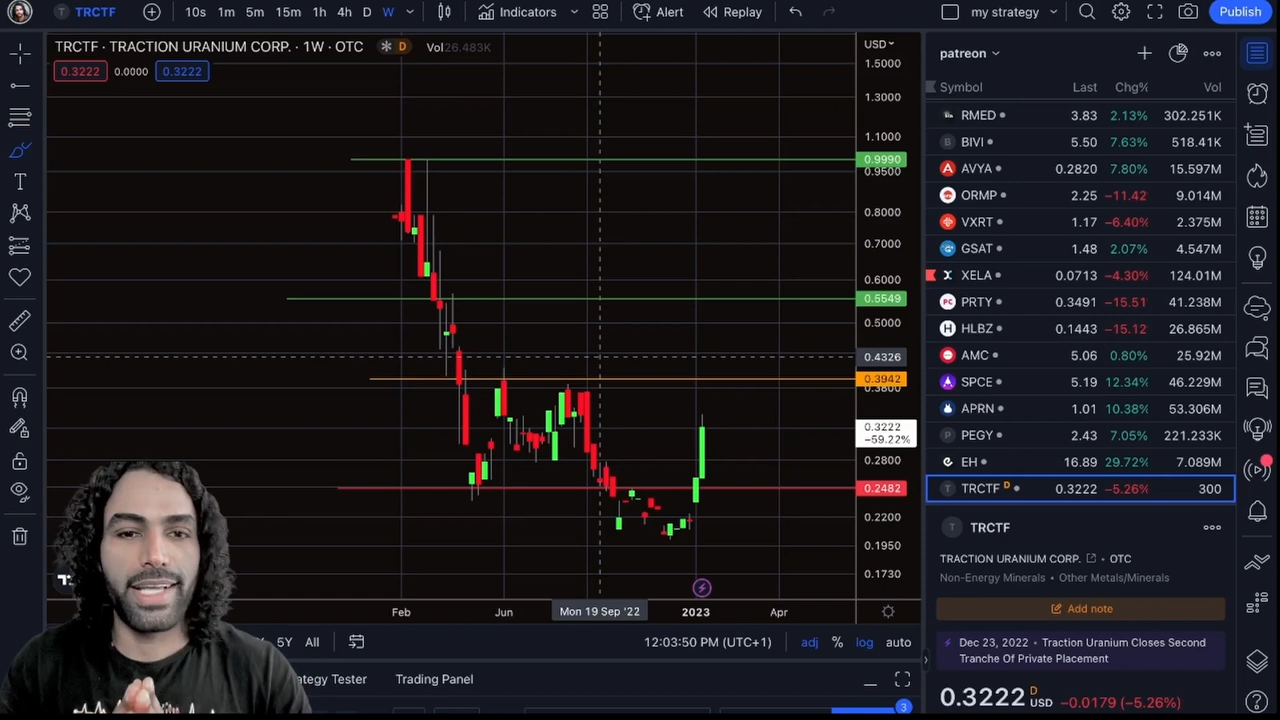 TRCTF 10s 1m 5m 15m 1h 4h D W Indicators Alert Replay my strategy Publish
TRCTF · TRACTION URANIUM CORP. · 1W · OTC D Vol26.483K
0.3222 0.0000 0.3222
USD
1.5000
1.3000
1.1000
0.9990
0.9500
0.8000
0.7000
0.6000
0.5549
0.5000
0.4326
0.3942
0.3800
0.3222
−59.22%
0.2800
0.2482
0.2200
0.1950
0.1730
Feb Jun Mon 19 Sep '22 2023 Apr
5Y All 12:03:50 PM (UTC+1) adj % log auto
ategy Tester Trading Panel
3
patreon
Symbol Last Chg% Vol
RMED 3.83 2.13% 302.251K
BIVI 5.50 7.63% 518.41K
AVYA 0.2820 7.80% 15.597M
ORMP 2.25 −11.42 9.014M
VXRT 1.17 −6.40% 2.375M
GSAT 1.48 2.07% 4.547M
XELA 0.0713 −4.30% 124.01M
PRTY 0.3491 −15.51 41.238M
HLBZ 0.1443 −15.12 26.865M
AMC 5.06 0.80% 25.92M
SPCE 5.19 12.34% 46.229M
APRN 1.01 10.38% 53.336M
PEGY 2.43 7.05% 221.233K
EH 16.89 29.72% 7.089M
TRCTF D 0.3222 −5.26% 300
T TRCTF
TRACTION URANIUM CORP. • OTC
Non-Energy Minerals • Other Metals/Minerals
Add note
Dec 23, 2022 • Traction Uranium Closes Second
Tranche Of Private Placement
0.3222 D USD −0.0179 (−5.26%)